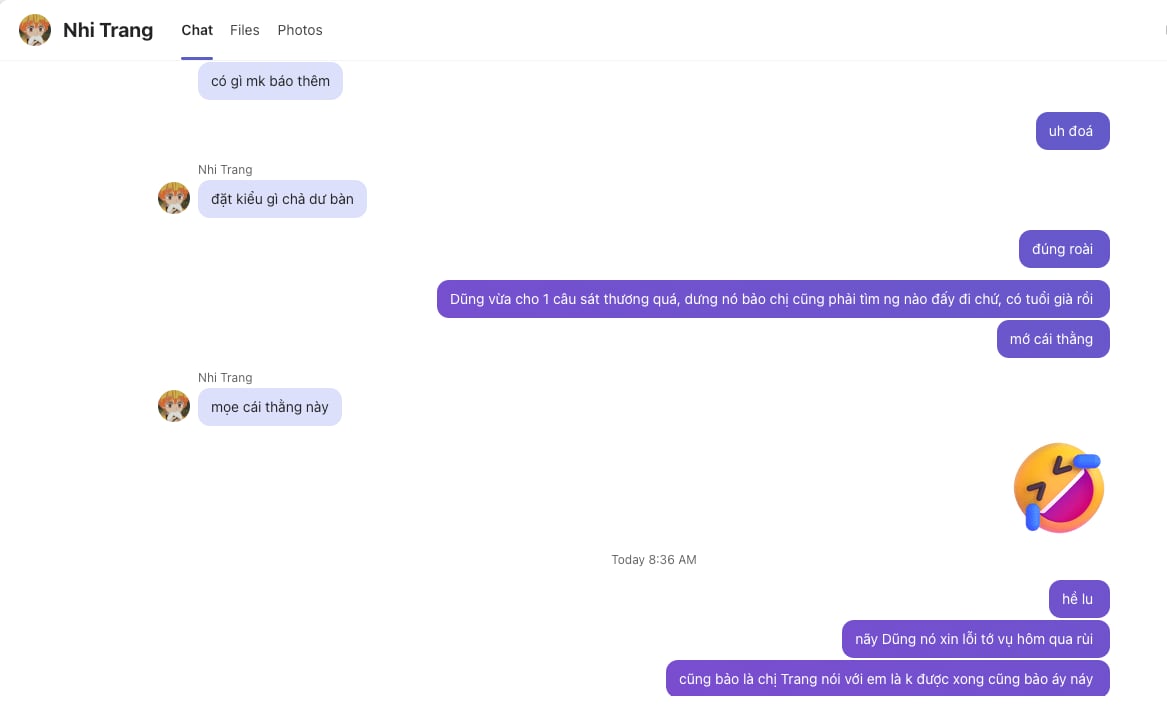 Nhi Trang
Chat Files Photos
có gì mk báo thêm
uh đoá
Nhi Trang
đặt kiểu gì chả dư bàn
đúng roài
Dũng vừa cho 1 câu sát thương quá, dưng nó bảo chị cũng phải tìm ng nào đấy đi chứ, có tuổi già rồi
mớ cái thằng
Nhi Trang
mọe cái thằng này
Today 8:36 AM
hề lu
nãy Dũng nó xin lỗi tớ vụ hôm qua rùi
cũng bảo là chị Trang nói với em là k được xong cũng bảo áy náy